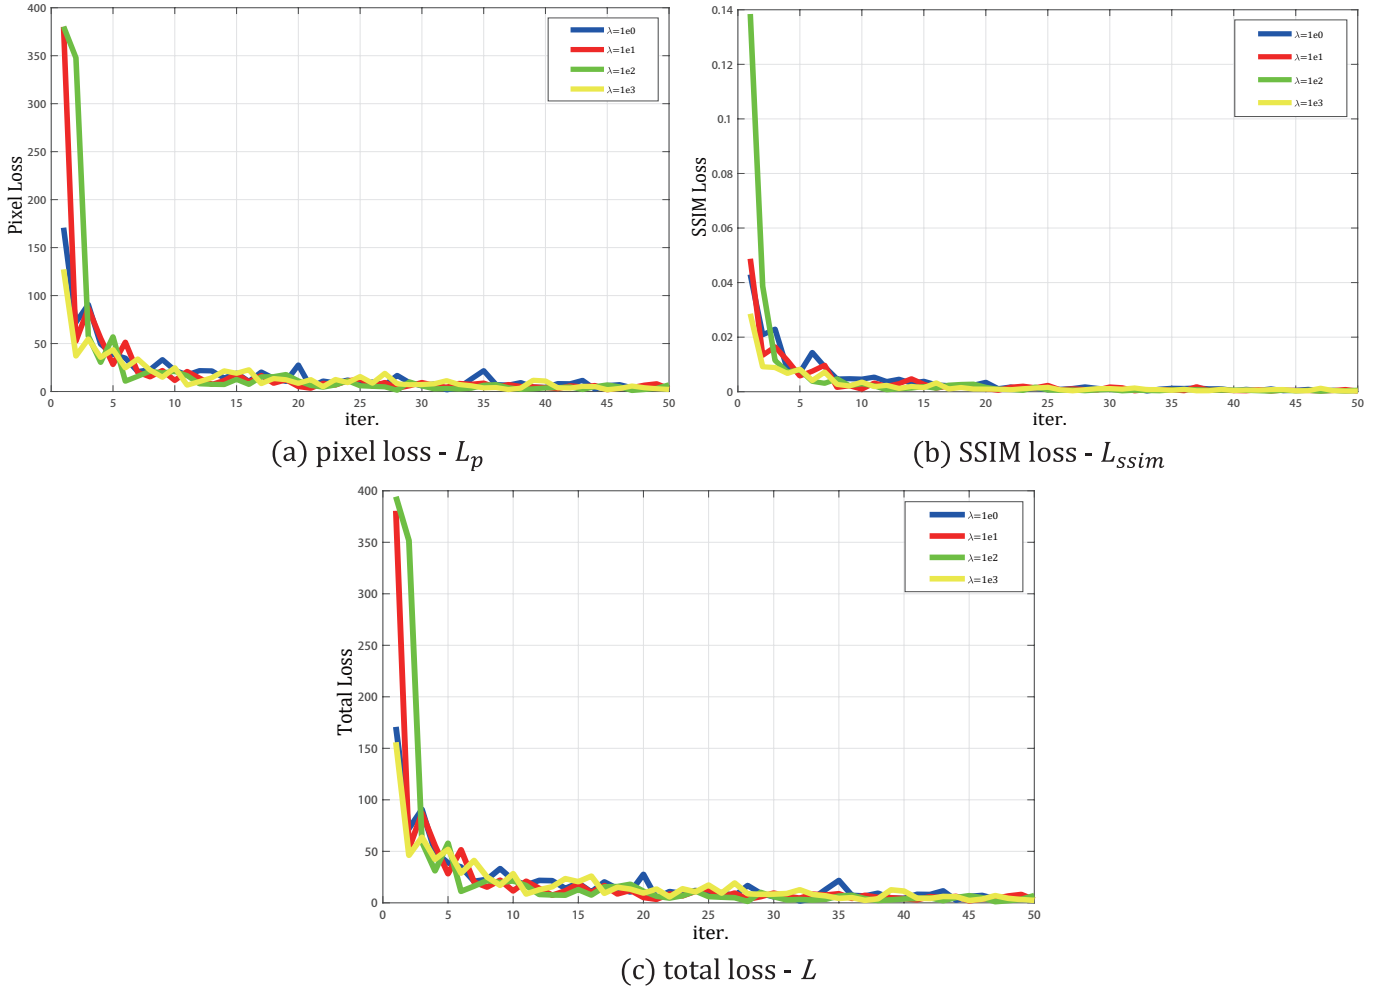 400
350
300
250
200
150
100
50
0
0 5 10 15 20 25 30 35 40 45 50
Pixel Loss
iter.
λ=1e0
λ=1e1
λ=1e2
λ=1e3
(a) pixel loss - Lₚ
0.14
0.12
0.1
0.08
0.06
0.04
0.02
0
0 5 10 15 20 25 30 35 40 45 50
SSIM Loss
iter.
λ=1e0
λ=1e1
λ=1e2
λ=1e3
(b) SSIM loss - L_ssim
400
350
300
250
200
150
100
50
0
0 5 10 15 20 25 30 35 40 45 50
Total Loss
iter.
λ=1e0
λ=1e1
λ=1e2
λ=1e3
(c) total loss - L